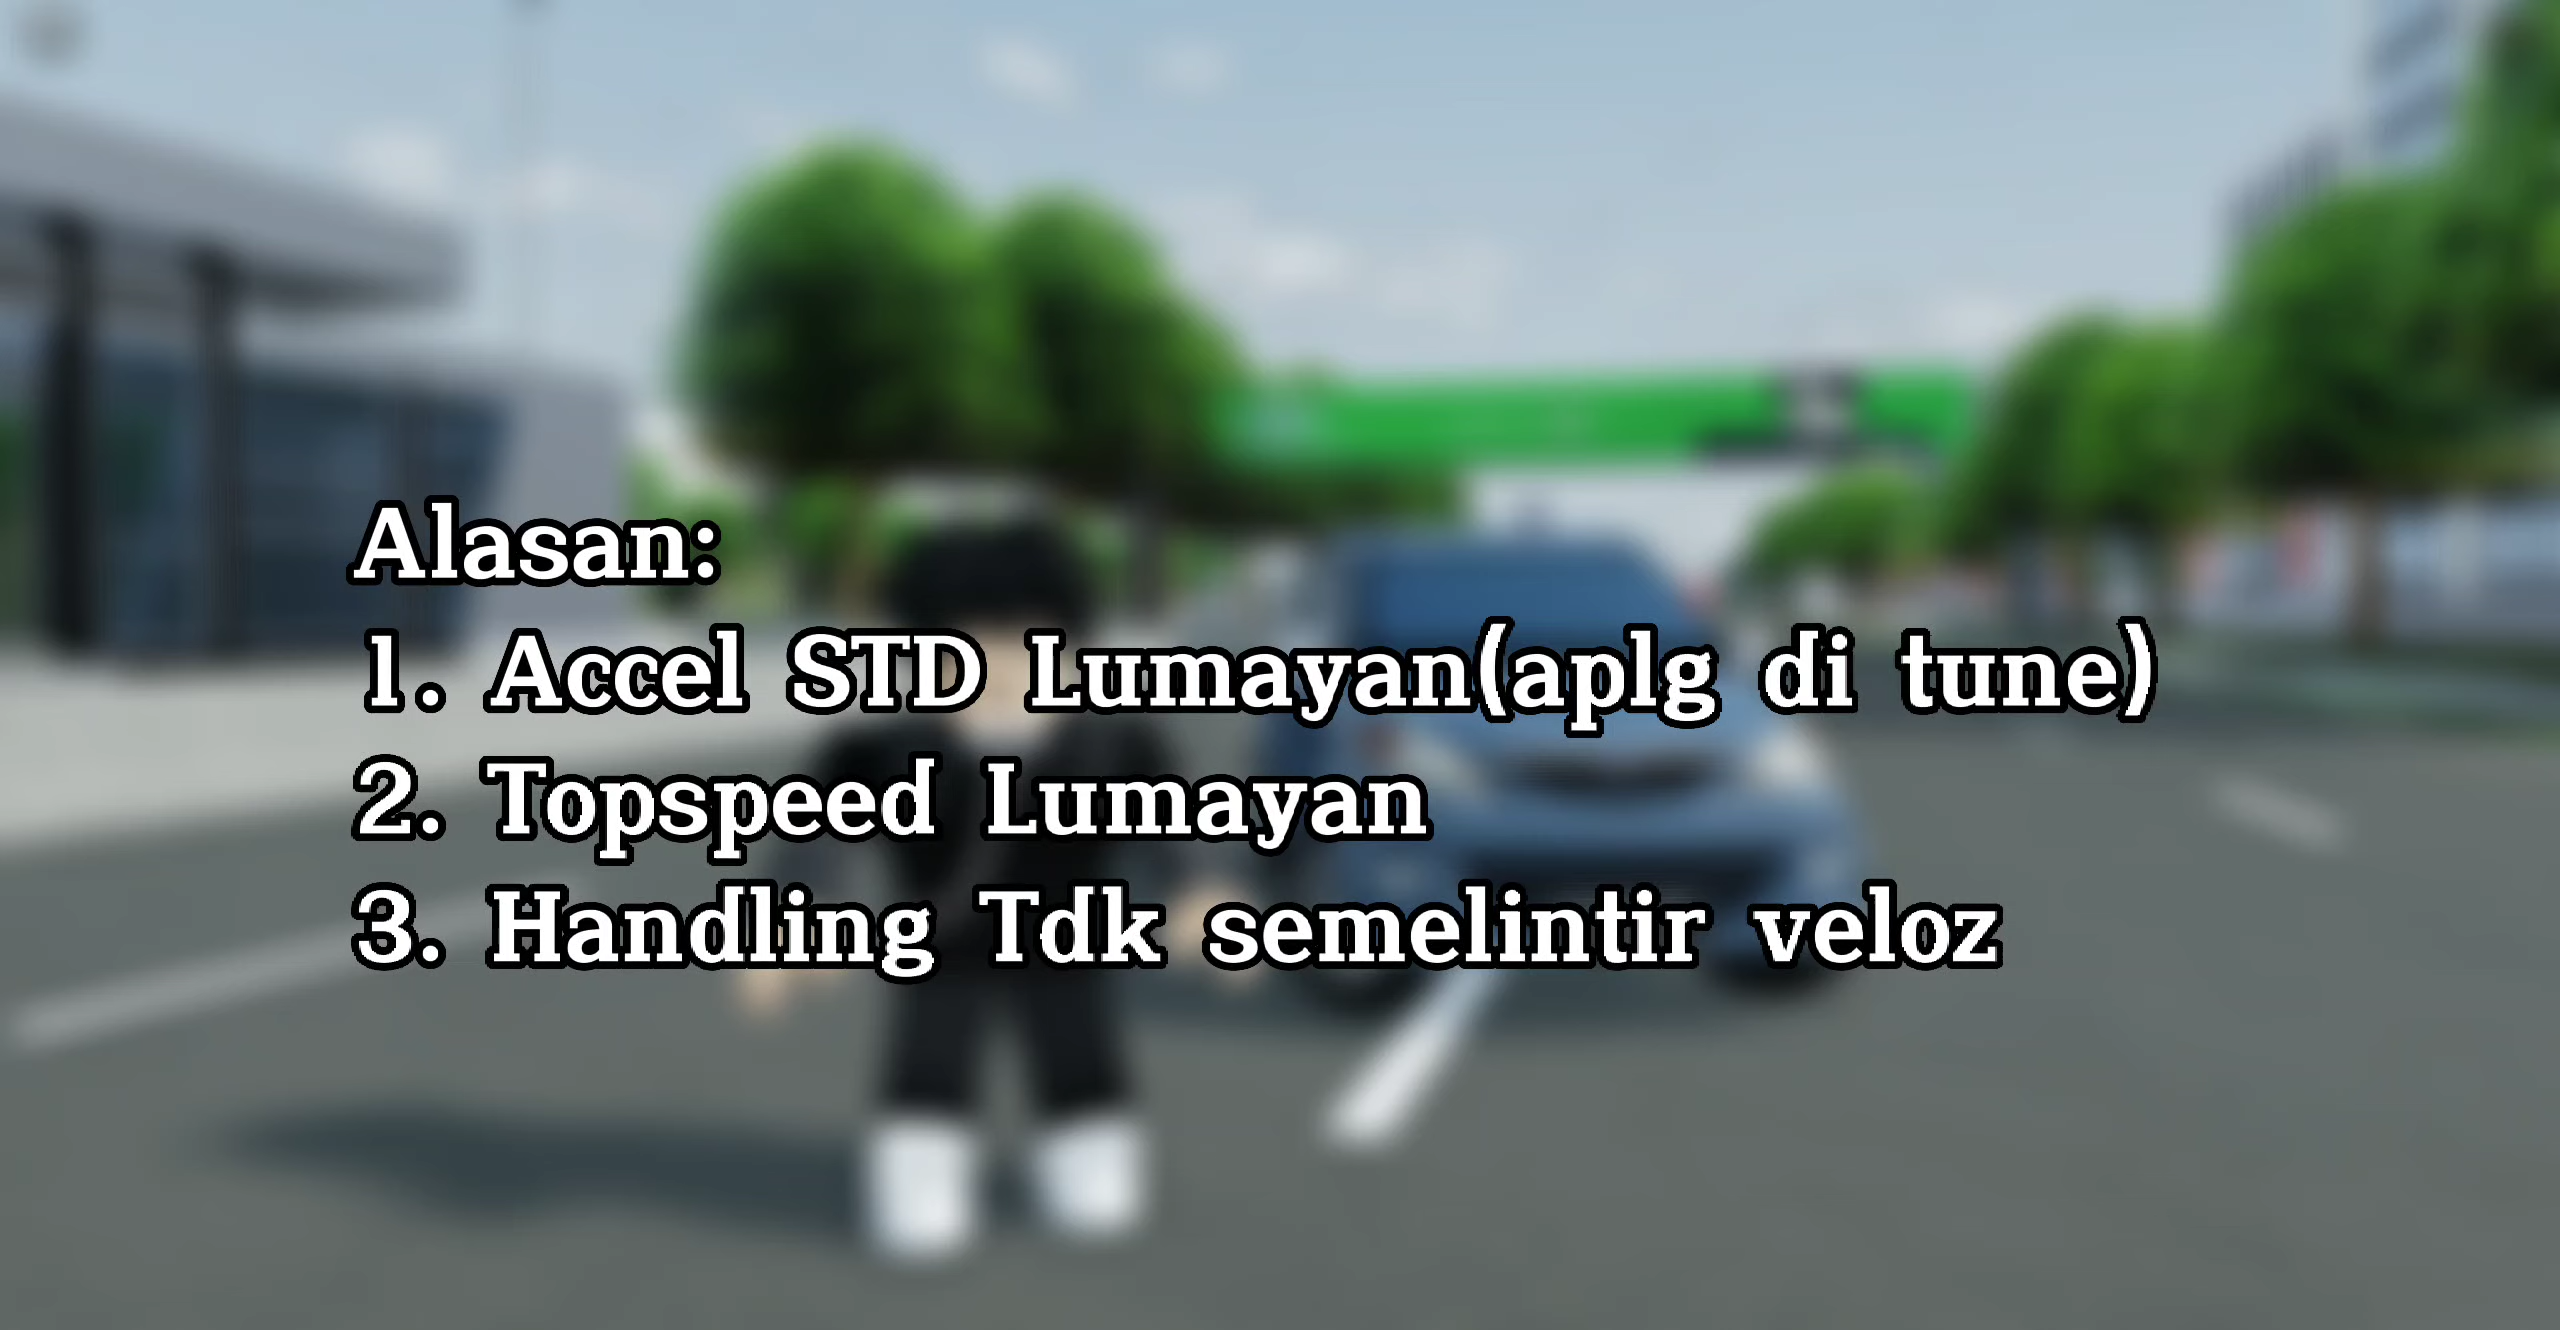 Alasan:
1. Accel STD Lumayan(aplg di tune)
2. Topspeed Lumayan
3. Handling Tdk semelintir veloz